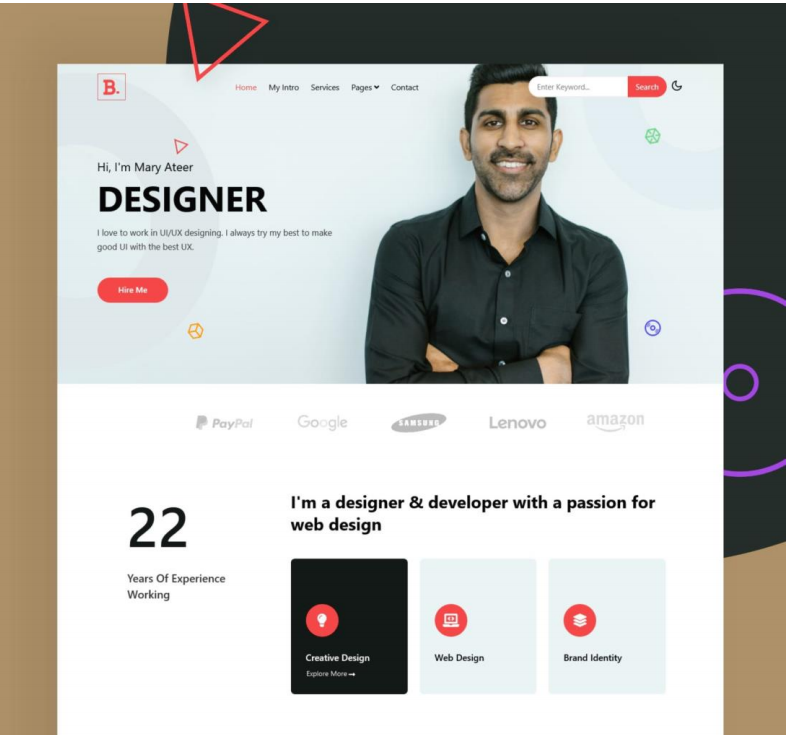 B.
Home My Intro Services Pages Contact
Enter Keyword... Search
Hi, I'm Mary Ateer
DESIGNER
I love to work in UI/UX designing. I always try my best to make
good UI with the best UX.
Hire Me
PayPal Google SAMSUNG Lenovo amazon
22
Years Of Experience
Working
I'm a designer & developer with a passion for
web design
Creative Design
Explore More
Web Design
Brand Identity